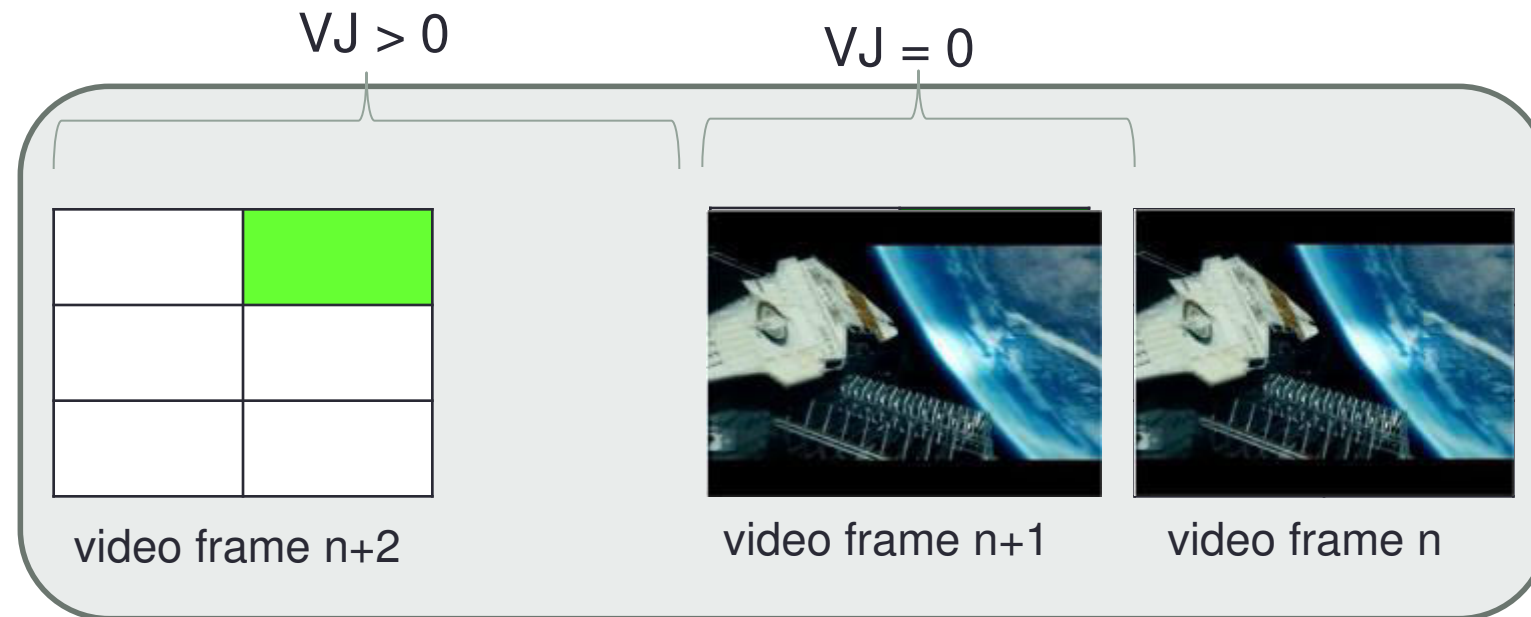 VJ > 0
VJ = 0
video frame n+2
video frame n+1
video frame n